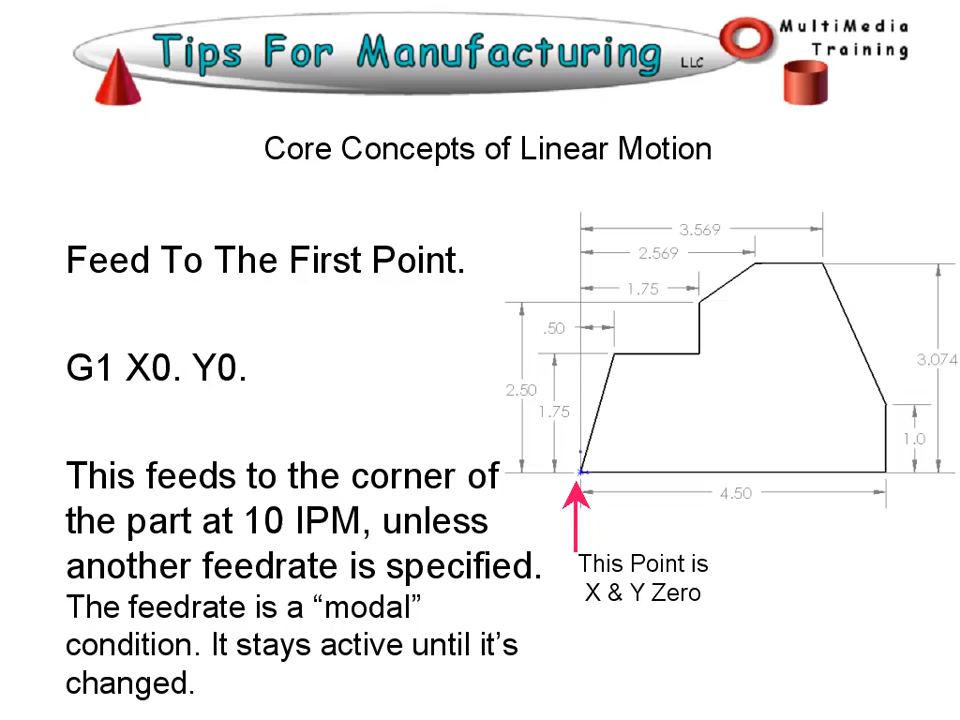 Tips For Manufacturing LLC
MultiMedia
Training
Core Concepts of Linear Motion
Feed To The First Point.
G1 X0. Y0.
This feeds to the corner of
the part at 10 IPM, unless
another feedrate is specified.
The feedrate is a “modal”
condition. It stays active until it’s
changed.
3.569
2.569
1.75
.50
2.50
1.75
3.074
1.0
4.50
This Point is
X & Y Zero